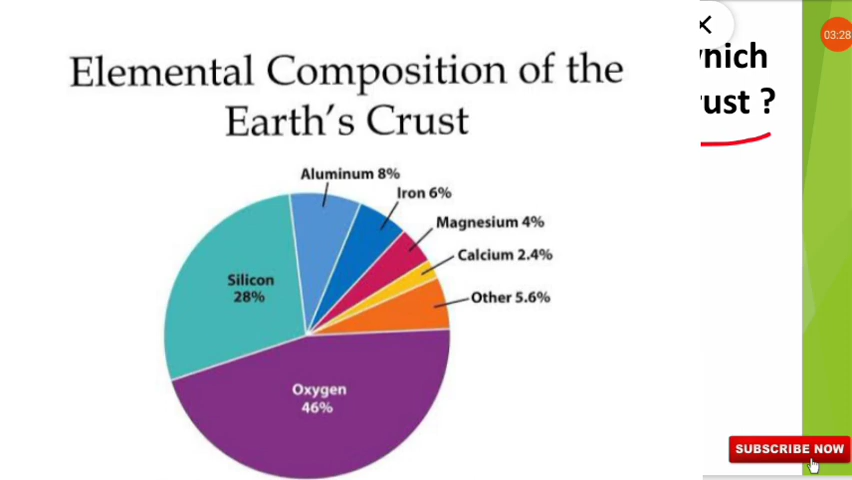 Elemental Composition of the
Earth's Crust
Aluminum 8%
Iron 6%
Magnesium 4%
Calcium 2.4%
Other 5.6%
Silicon
28%
Oxygen
46%
?
03:28
SUBSCRIBE NOW